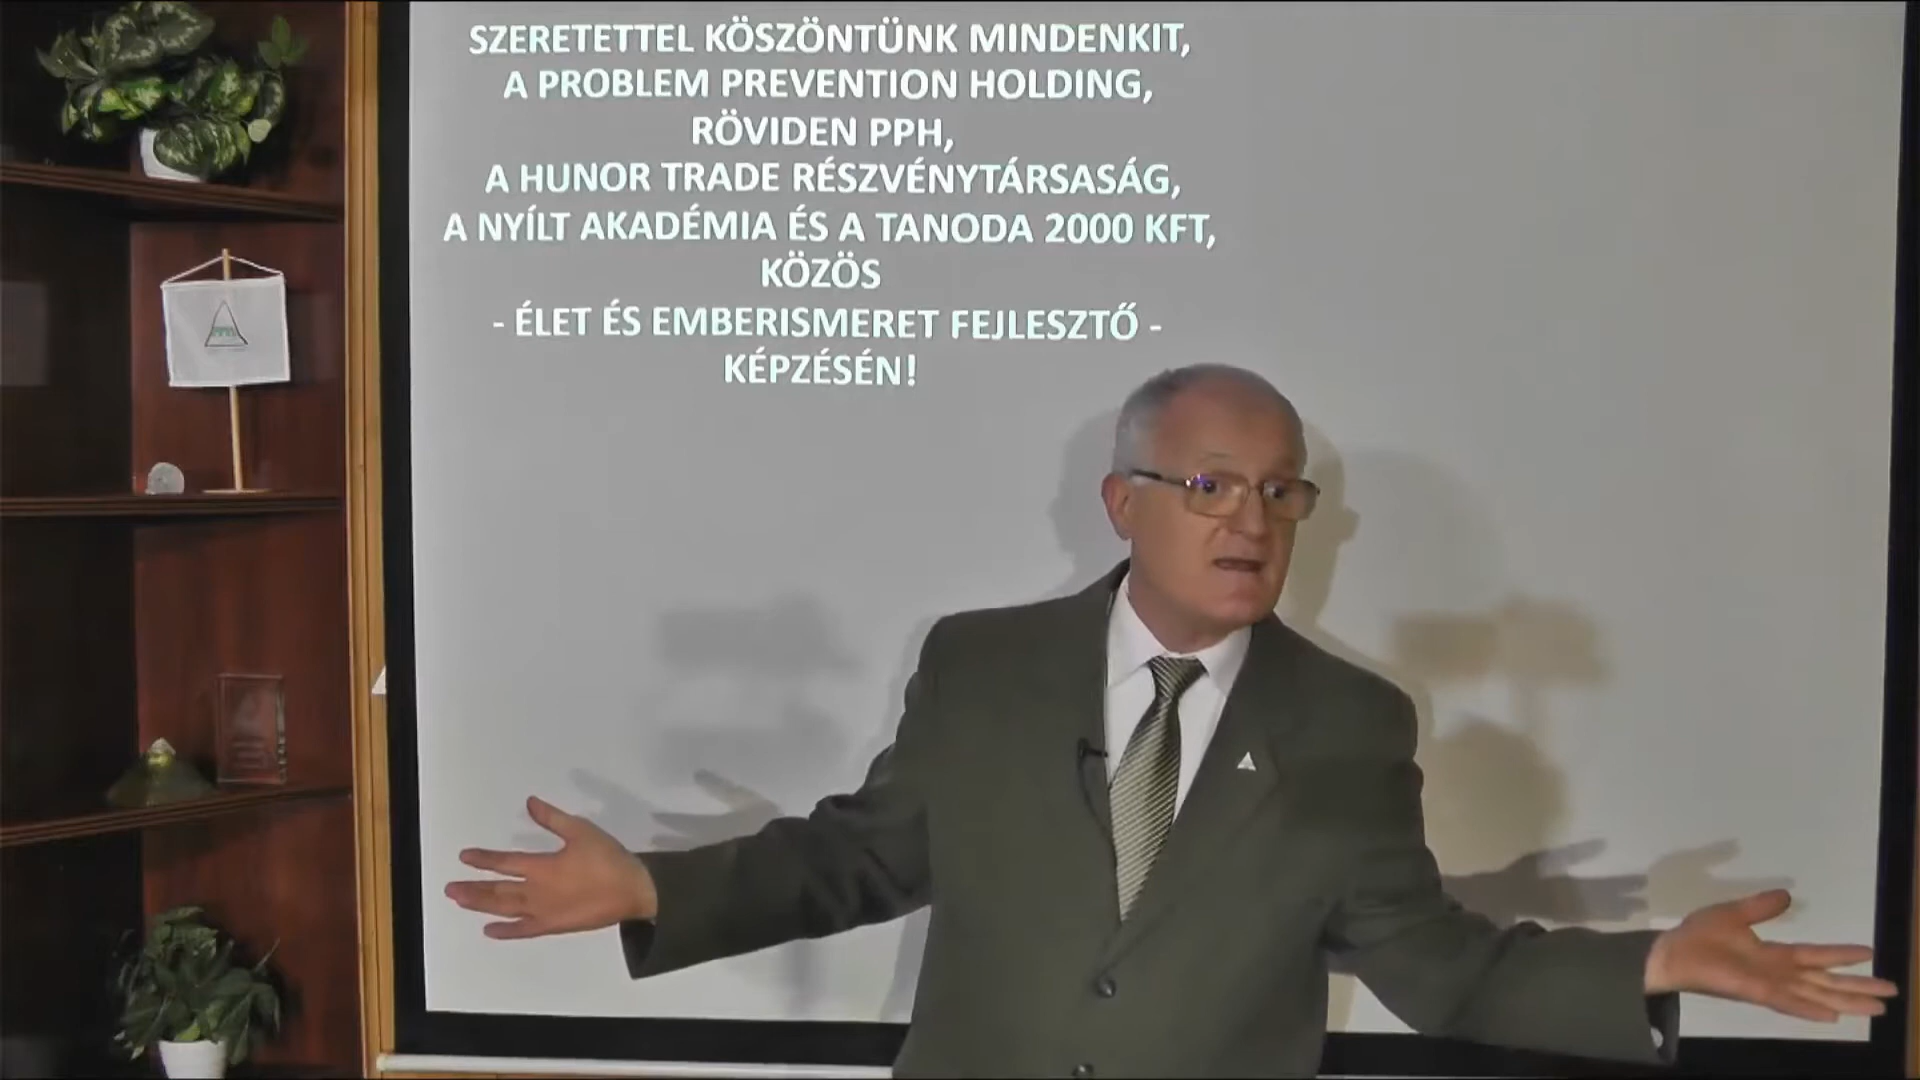 SZERETETTEL KÖSZÖNTÜNK MINDENKIT,
A PROBLEM PREVENTION HOLDING,
RÖVIDEN PPH,
A HUNOR TRADE RÉSZVÉNYTÁRSASÁG,
A NYÍLT AKADÉMIA ÉS A TANODA 2000 KFT,
KÖZÖS
- ÉLET ÉS EMBERISMERET FEJLESZTŐ -
KÉPZÉSÉN!